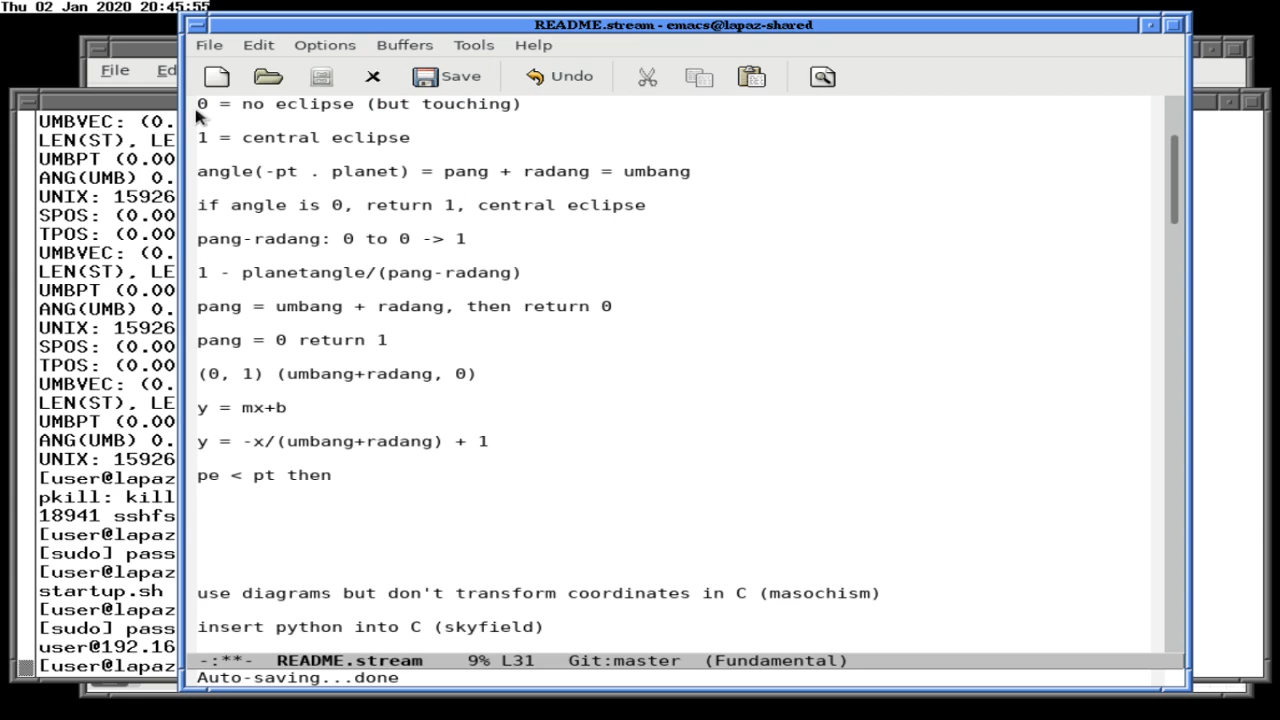 Thu 02 Jan 2020 20:45:55
README.stream - emacs@lapaz-shared
File Edit Options Buffers Tools Help
Save Undo
0 = no eclipse (but touching)
1 = central eclipse
angle(-pt . planet) = pang + radang = umbang
if angle is 0, return 1, central eclipse
pang-radang: 0 to 0 -> 1
1 - planetangle/(pang-radang)
pang = umbang + radang, then return 0
pang = 0 return 1
(0, 1) (umbang+radang, 0)
y = mx+b
y = -x/(umbang+radang) + 1
pe < pt then
use diagrams but don't transform coordinates in C (masochism)
insert python into C (skyfield)
-:**- README.stream 9% L31 Git:master (Fundamental)
Auto-saving...done
File Ed
UMBVEC: (0.
LEN(ST), LE
UMBPT (0.00
ANG(UMB) 0.
UNIX: 15926
SPOS: (0.00
TPOS: (0.00
UMBVEC: (0.
LEN(ST), LE
UMBPT (0.00
ANG(UMB) 0.
UNIX: 15926
SPOS: (0.00
TPOS: (0.00
UMBVEC: (0.
LEN(ST), LE
UMBPT (0.00
ANG(UMB) 0.
UNIX: 15926
[user@lapaz
pkill: kill
18941 sshfs
[user@lapaz
[sudo] pass
[user@lapaz
startup.sh
[user@lapaz
[sudo] pass
user@192.16
[user@lapaz